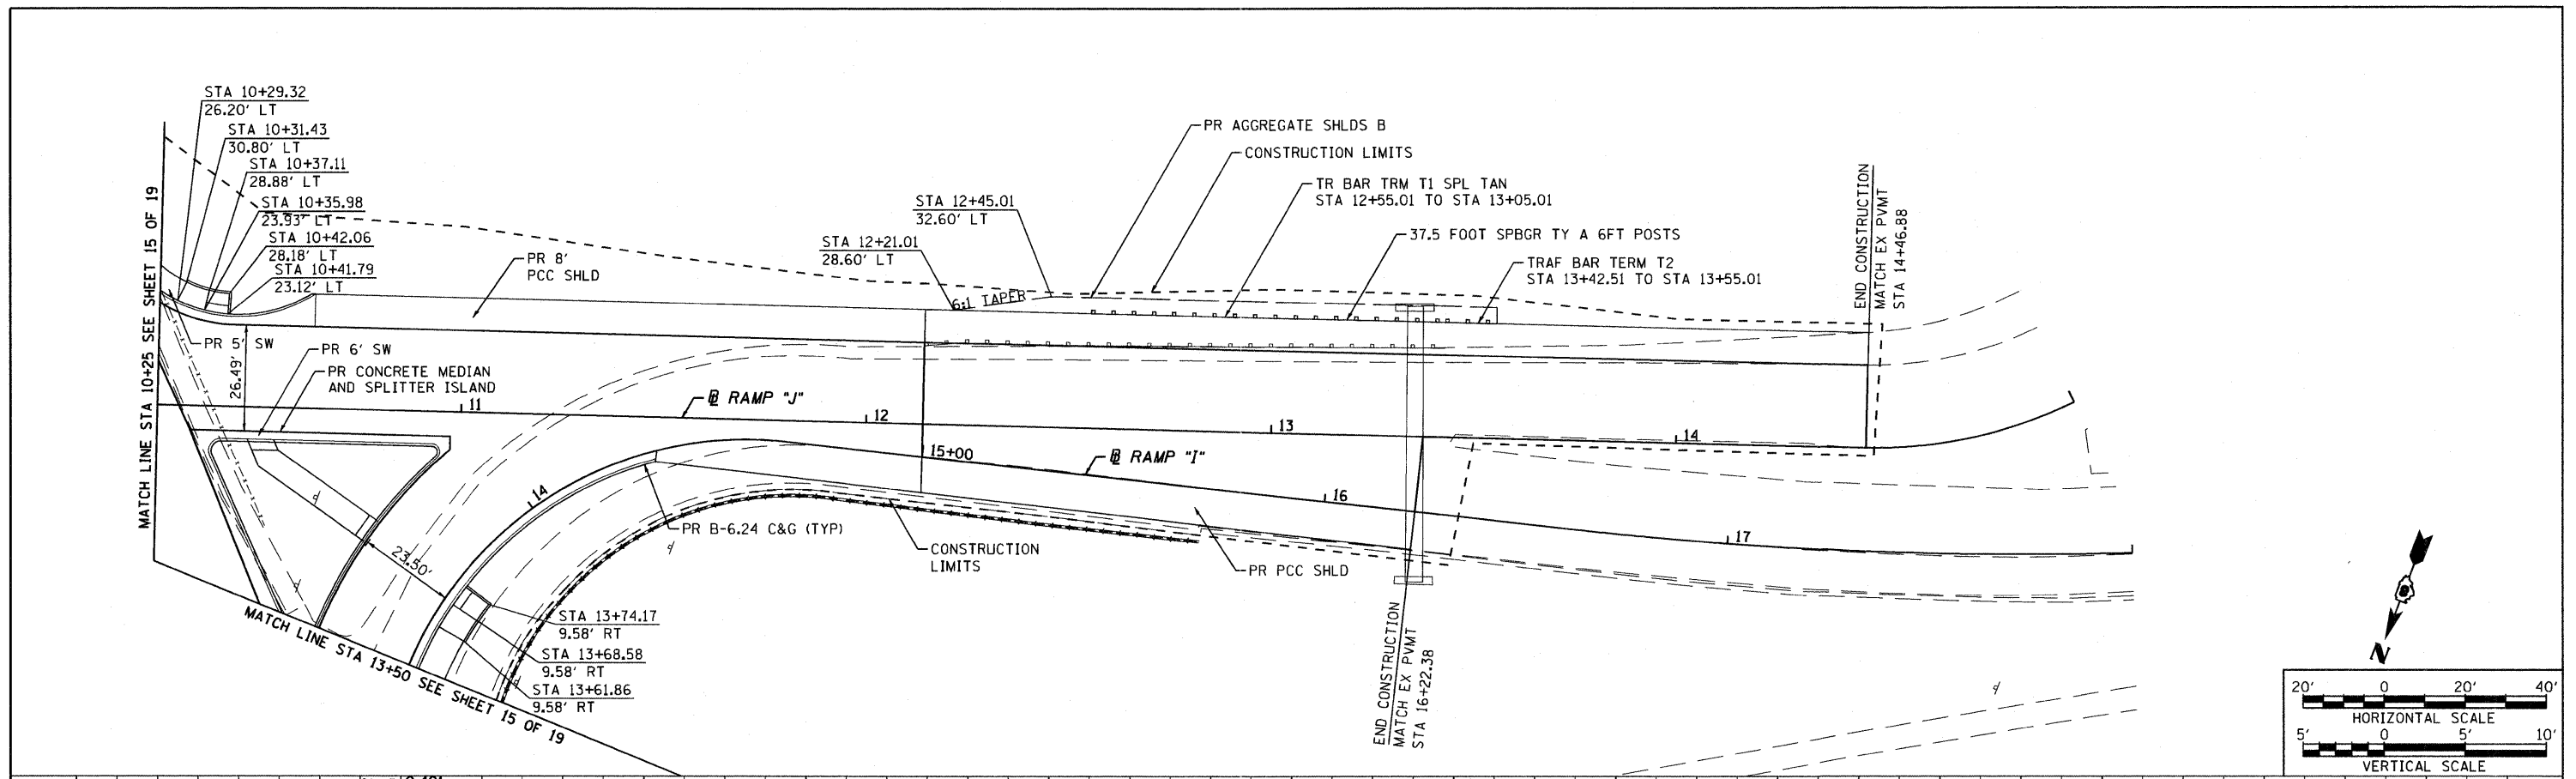 STA 10+29.32
26.20' LT
STA 10+31.43
30.80' LT
STA 10+37.11
28.88' LT
STA 10+35.98
23.93' LT
STA 10+42.06
28.18' LT
STA 10+41.79
23.12' LT
MATCH LINE STA 10+25 SEE SHEET 15 OF 19
PR 8'
PCC SHLD
STA 12+21.01
28.60' LT
STA 12+45.01
32.60' LT
6:1 TAPER
PR AGGREGATE SHLDS B
CONSTRUCTION LIMITS
TR BAR TRM T1 SPL TAN
STA 12+55.01 TO STA 13+05.01
37.5 FOOT SPBGR TY A 6FT POSTS
TRAF BAR TERM T2
STA 13+42.51 TO STA 13+55.01
END CONSTRUCTION
MATCH EX PVMT
STA 14+46.88
PR 5' SW
26.49'
PR 6' SW
PR CONCRETE MEDIAN
AND SPLITTER ISLAND
11
RAMP "J"
12
13
14
15+00
RAMP "I"
14
16
17
23.50'
PR B-6.24 C&G (TYP)
CONSTRUCTION
LIMITS
PR PCC SHLD
STA 13+74.17
9.58' RT
STA 13+68.58
9.58' RT
STA 13+61.86
9.58' RT
MATCH LINE STA 13+50 SEE SHEET 15 OF 19
END CONSTRUCTION
MATCH EX PVMT
STA 16+22.38
N
20' 0 20' 40'
HORIZONTAL SCALE
5' 0 5' 10'
VERTICAL SCALE